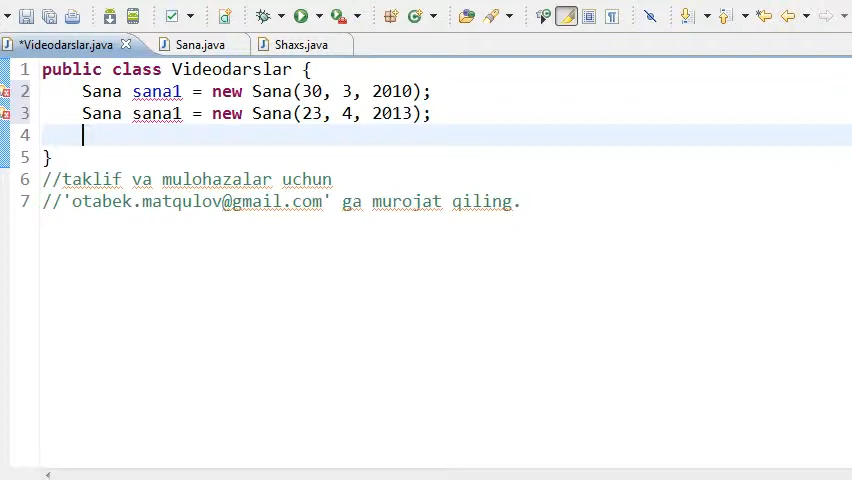 *Videodarslar.java Sana.java Shaxs.java
1 public class Videodarslar {
2 Sana sana1 = new Sana(30, 3, 2010);
3 Sana sana1 = new Sana(23, 4, 2013);
4
5 }
6 //taklif va mulohazalar uchun
7 //'otabek.matqulov@gmail.com' ga murojat qiling.